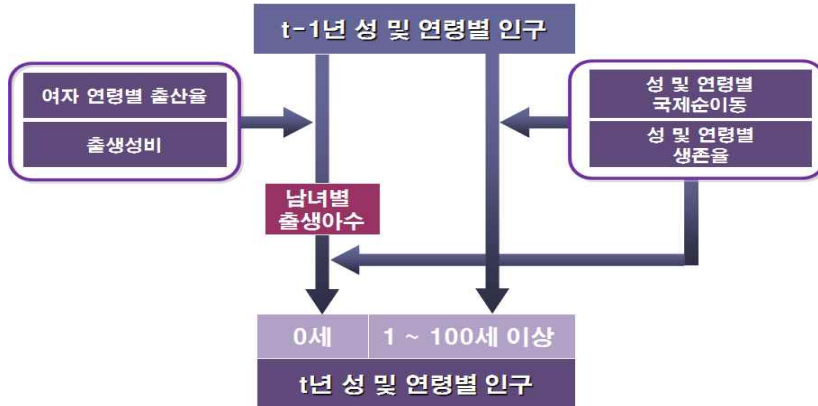 t-1년 성 및 연령별 인구
여자 연령별 출산율
출생성비
성 및 연령별
국제순이동
성 및 연령별
생존율
남녀별
출생아수
0세
1 ~ 100세 이상
t년 성 및 연령별 인구